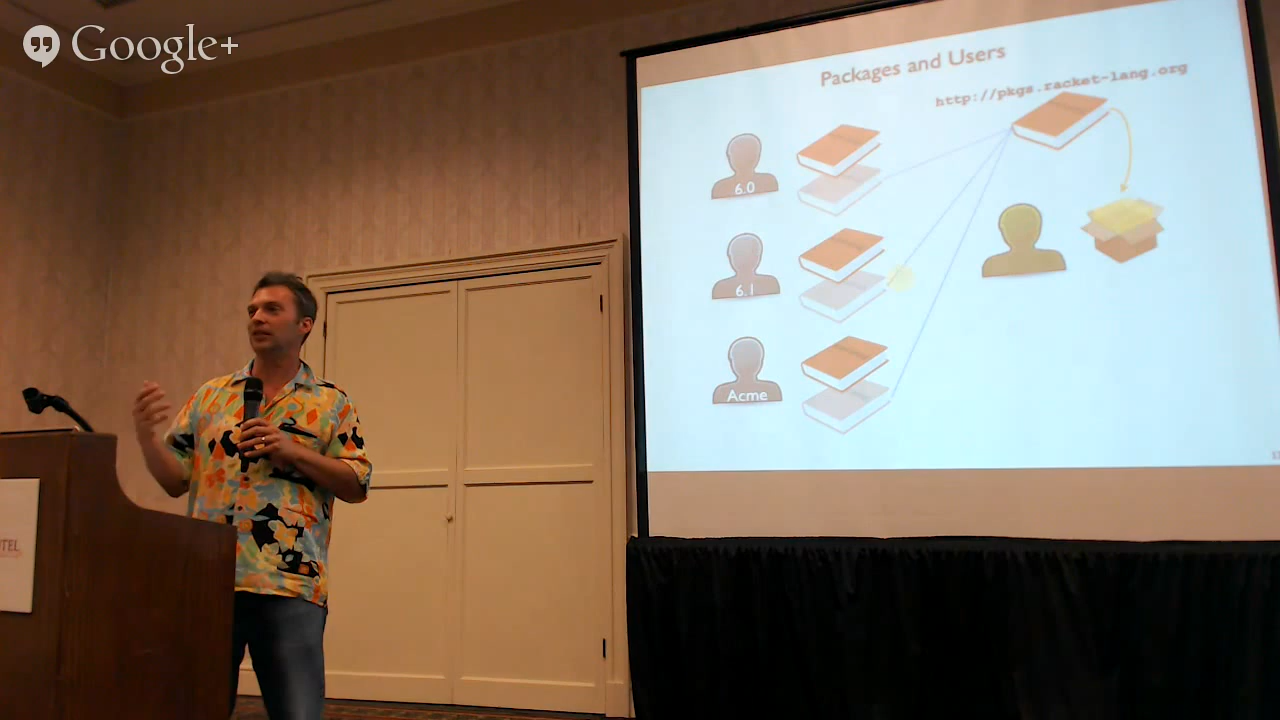 Google+
Packages and Users
http://pkgs.racket-lang.org
6.0
6.1
Acme